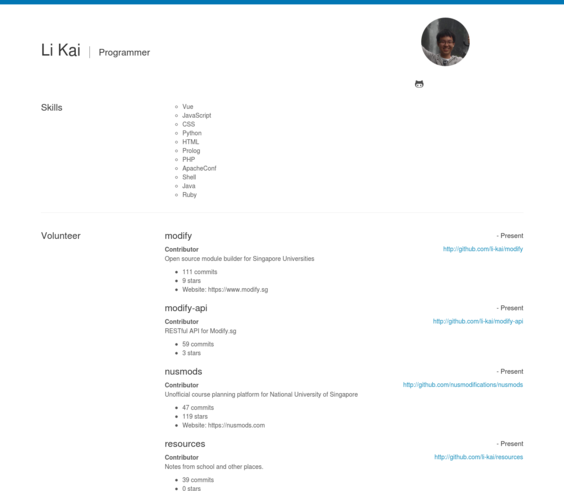 Li Kai
Programmer
Skills
Vue
JavaScript
CSS
Python
HTML
Prolog
PHP
ApacheConf
Shell
Java
Ruby
Volunteer
modify
- Present
Contributor
http://github.com/li-kai/modify
Open source module builder for Singapore Universities
111 commits
9 stars
Website: https://www.modify.sg
modify-api
- Present
Contributor
http://github.com/li-kai/modify-api
RESTful API for Modify.sg
59 commits
3 stars
nusmods
- Present
Contributor
http://github.com/nusmodifications/nusmods
Unofficial course planning platform for National University of Singapore
47 commits
119 stars
Website: https://nusmods.com
resources
- Present
Contributor
http://github.com/li-kai/resources
Notes from school and other places.
39 commits
0 stars